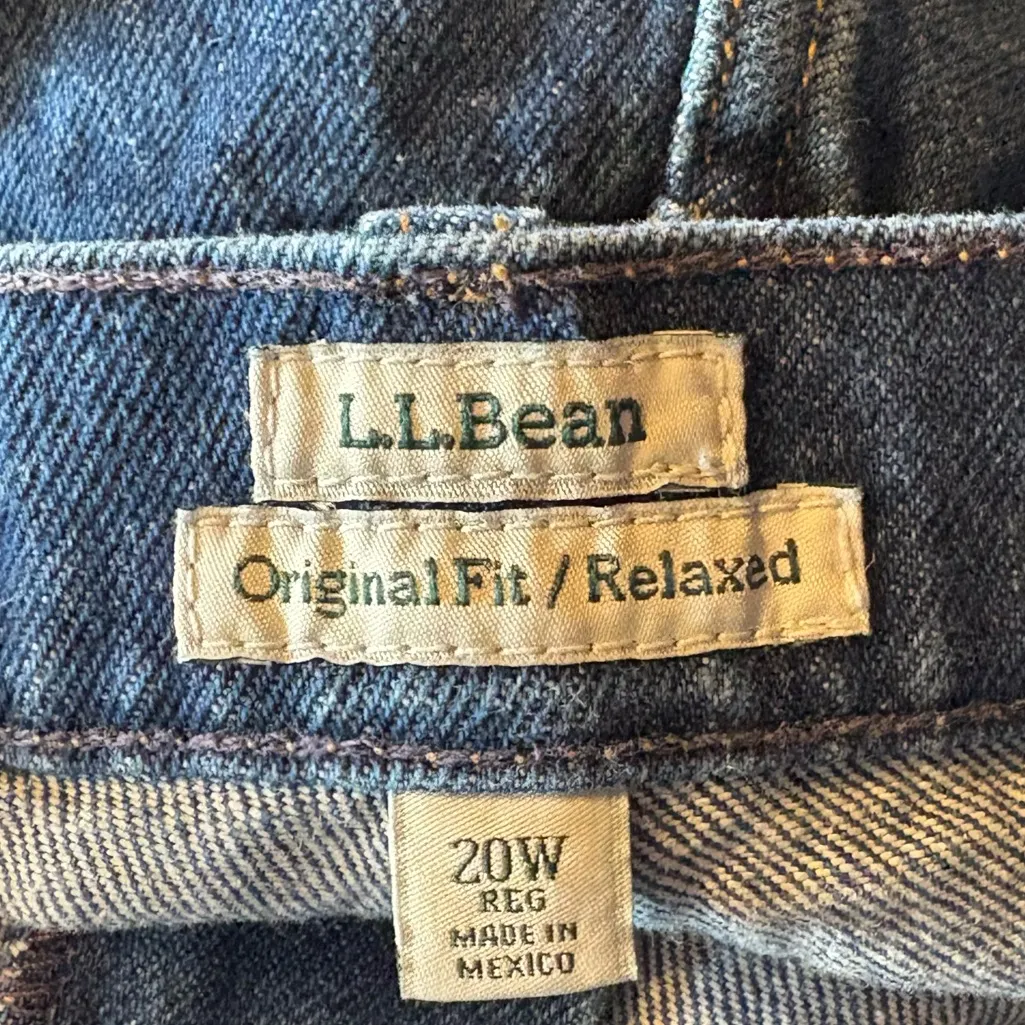 L.L.Bean
Original Fit / Relaxed
20W
REG
MADE IN
MEXICO